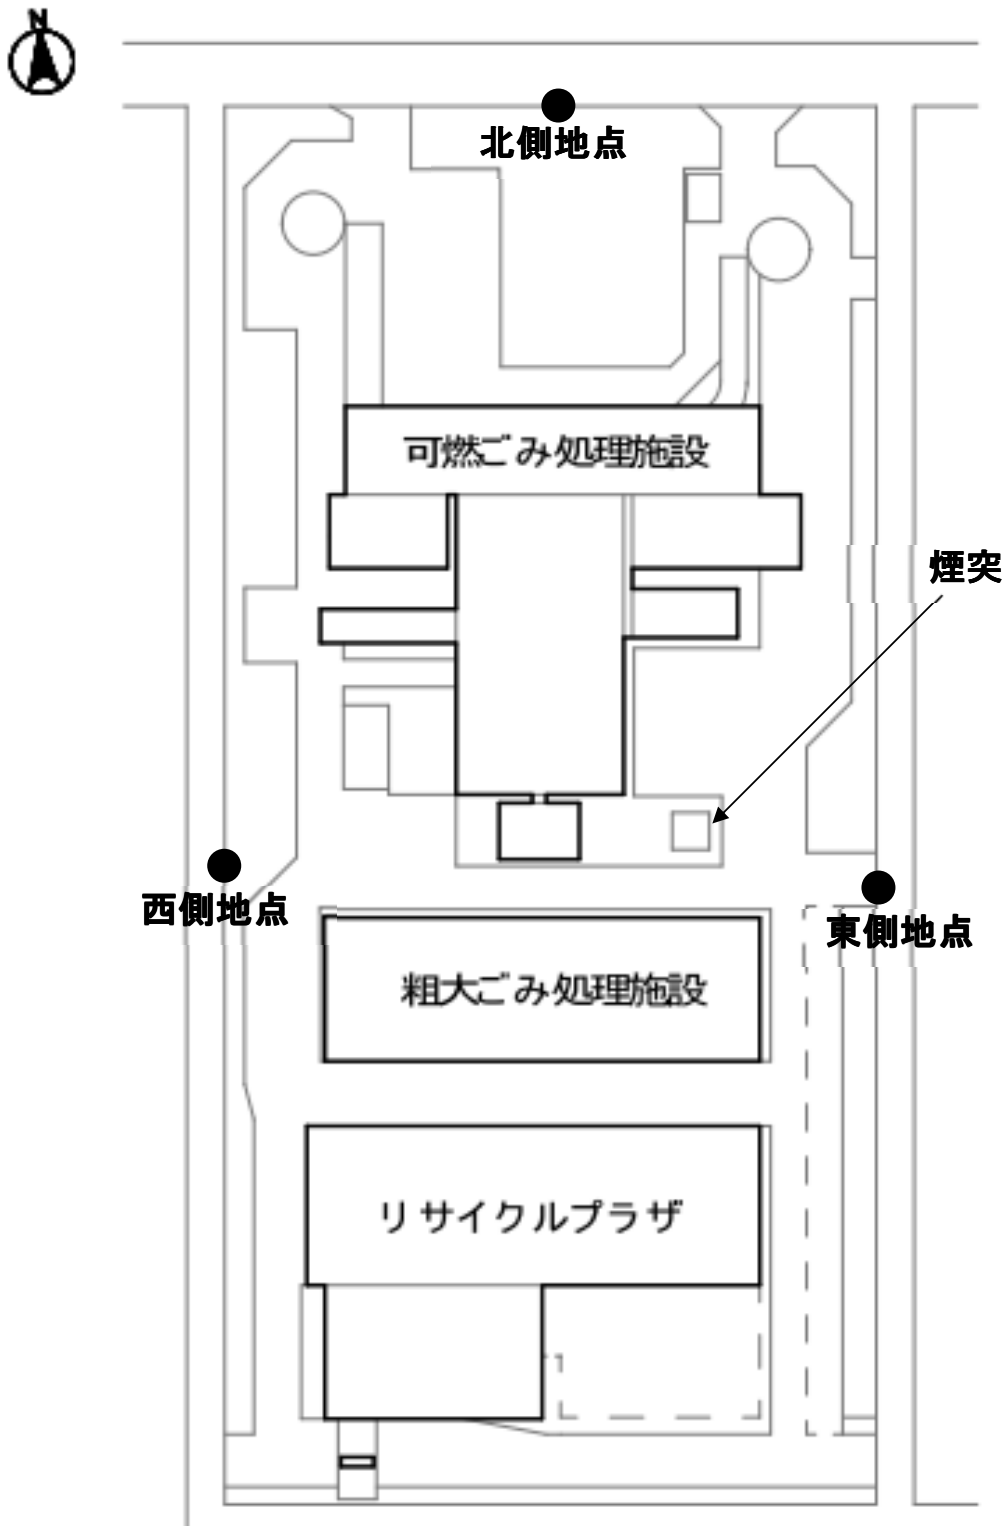 N
北側地点
可燃ごみ処理施設
煙突
西側地点
東側地点
粗大ごみ処理施設
リサイクルプラザ